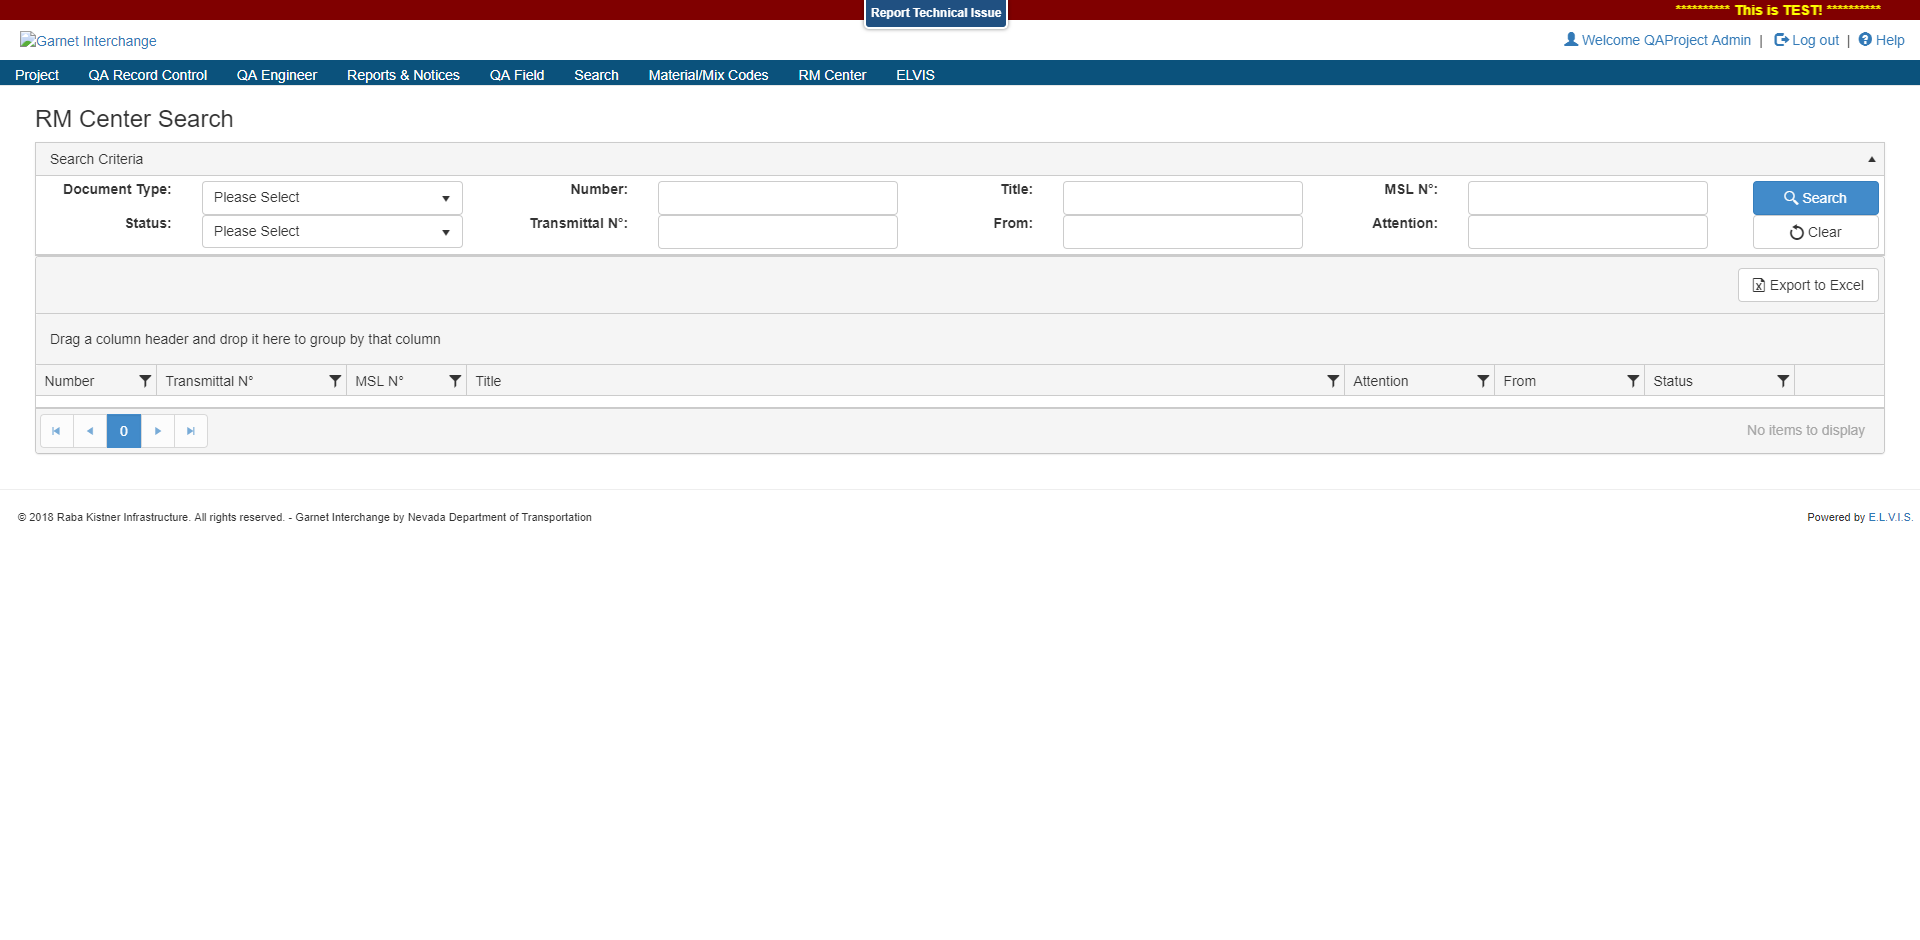 Report Technical Issue
********** This is TEST! **********
Garnet Interchange
Welcome QAProject Admin | Log out | Help
Project QA Record Control QA Engineer Reports & Notices QA Field Search Material/Mix Codes RM Center ELVIS
RM Center Search
Search Criteria
Document Type: Please Select Number: Title: MSL N°: Search
Status: Please Select Transmittal N°: From: Attention: Clear
Export to Excel
Drag a column header and drop it here to group by that column
Number Transmittal N° MSL N° Title Attention From Status
0 No items to display
© 2018 Raba Kistner Infrastructure. All rights reserved. - Garnet Interchange by Nevada Department of Transportation Powered by E.L.V.I.S.